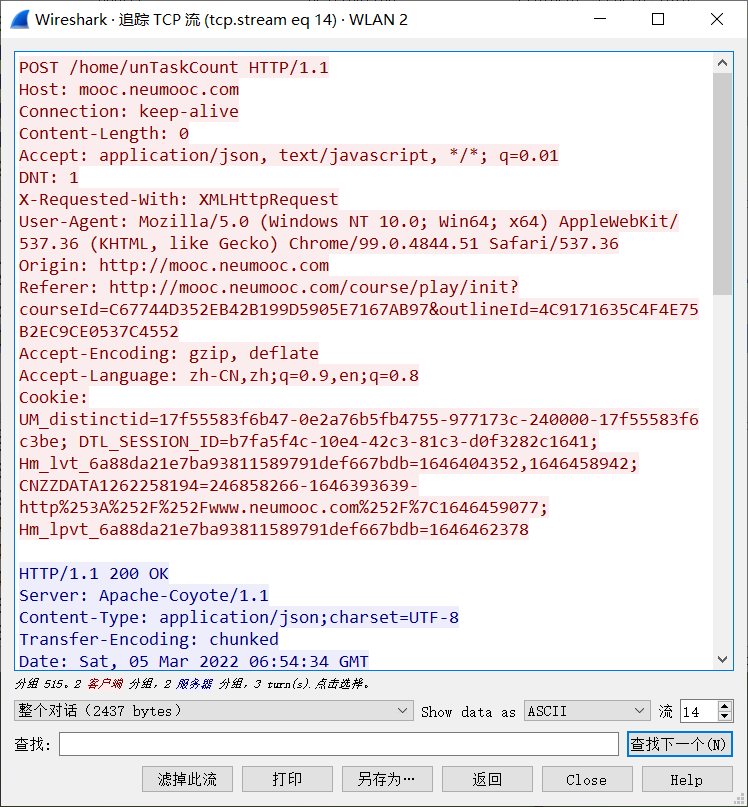 Wireshark · 追踪 TCP 流 (tcp.stream eq 14) · WLAN 2
POST /home/unTaskCount HTTP/1.1
Host: mooc.neumooc.com
Connection: keep-alive
Content-Length: 0
Accept: application/json, text/javascript, */*; q=0.01
DNT: 1
X-Requested-With: XMLHttpRequest
User-Agent: Mozilla/5.0 (Windows NT 10.0; Win64; x64) AppleWebKit/
537.36 (KHTML, like Gecko) Chrome/99.0.4844.51 Safari/537.36
Origin: http://mooc.neumooc.com
Referer: http://mooc.neumooc.com/course/play/init?
courseId=C67744D352EB42B199D5905E7167AB97&outlineId=4C9171635C4F4E75
B2EC9CE0537C4552
Accept-Encoding: gzip, deflate
Accept-Language: zh-CN,zh;q=0.9,en;q=0.8
Cookie:
UM_distinctid=17f55583f6b47-0e2a76b5fb4755-977173c-240000-17f55583f6
c3be; DTL_SESSION_ID=b7fa5f4c-10e4-42c3-81c3-d0f3282c1641;
Hm_lvt_6a88da21e7ba93811589791def667bdb=1646404352,1646458942;
CNZZDATA1262258194=246858266-1646393639-
http%253A%252F%252Fwww.neumooc.com%252F%7C1646459077;
Hm_lpvt_6a88da21e7ba93811589791def667bdb=1646462378
HTTP/1.1 200 OK
Server: Apache-Coyote/1.1
Content-Type: application/json;charset=UTF-8
Transfer-Encoding: chunked
Date: Sat, 05 Mar 2022 06:54:34 GMT
分组 515。2 客户端 分组，2 服务器 分组，3 turn(s).点击选择。
整个对话（2437 bytes） Show data as ASCII 流 14
查找: 查找下一个(N)
滤掉此流 打印 另存为… 返回 Close Help